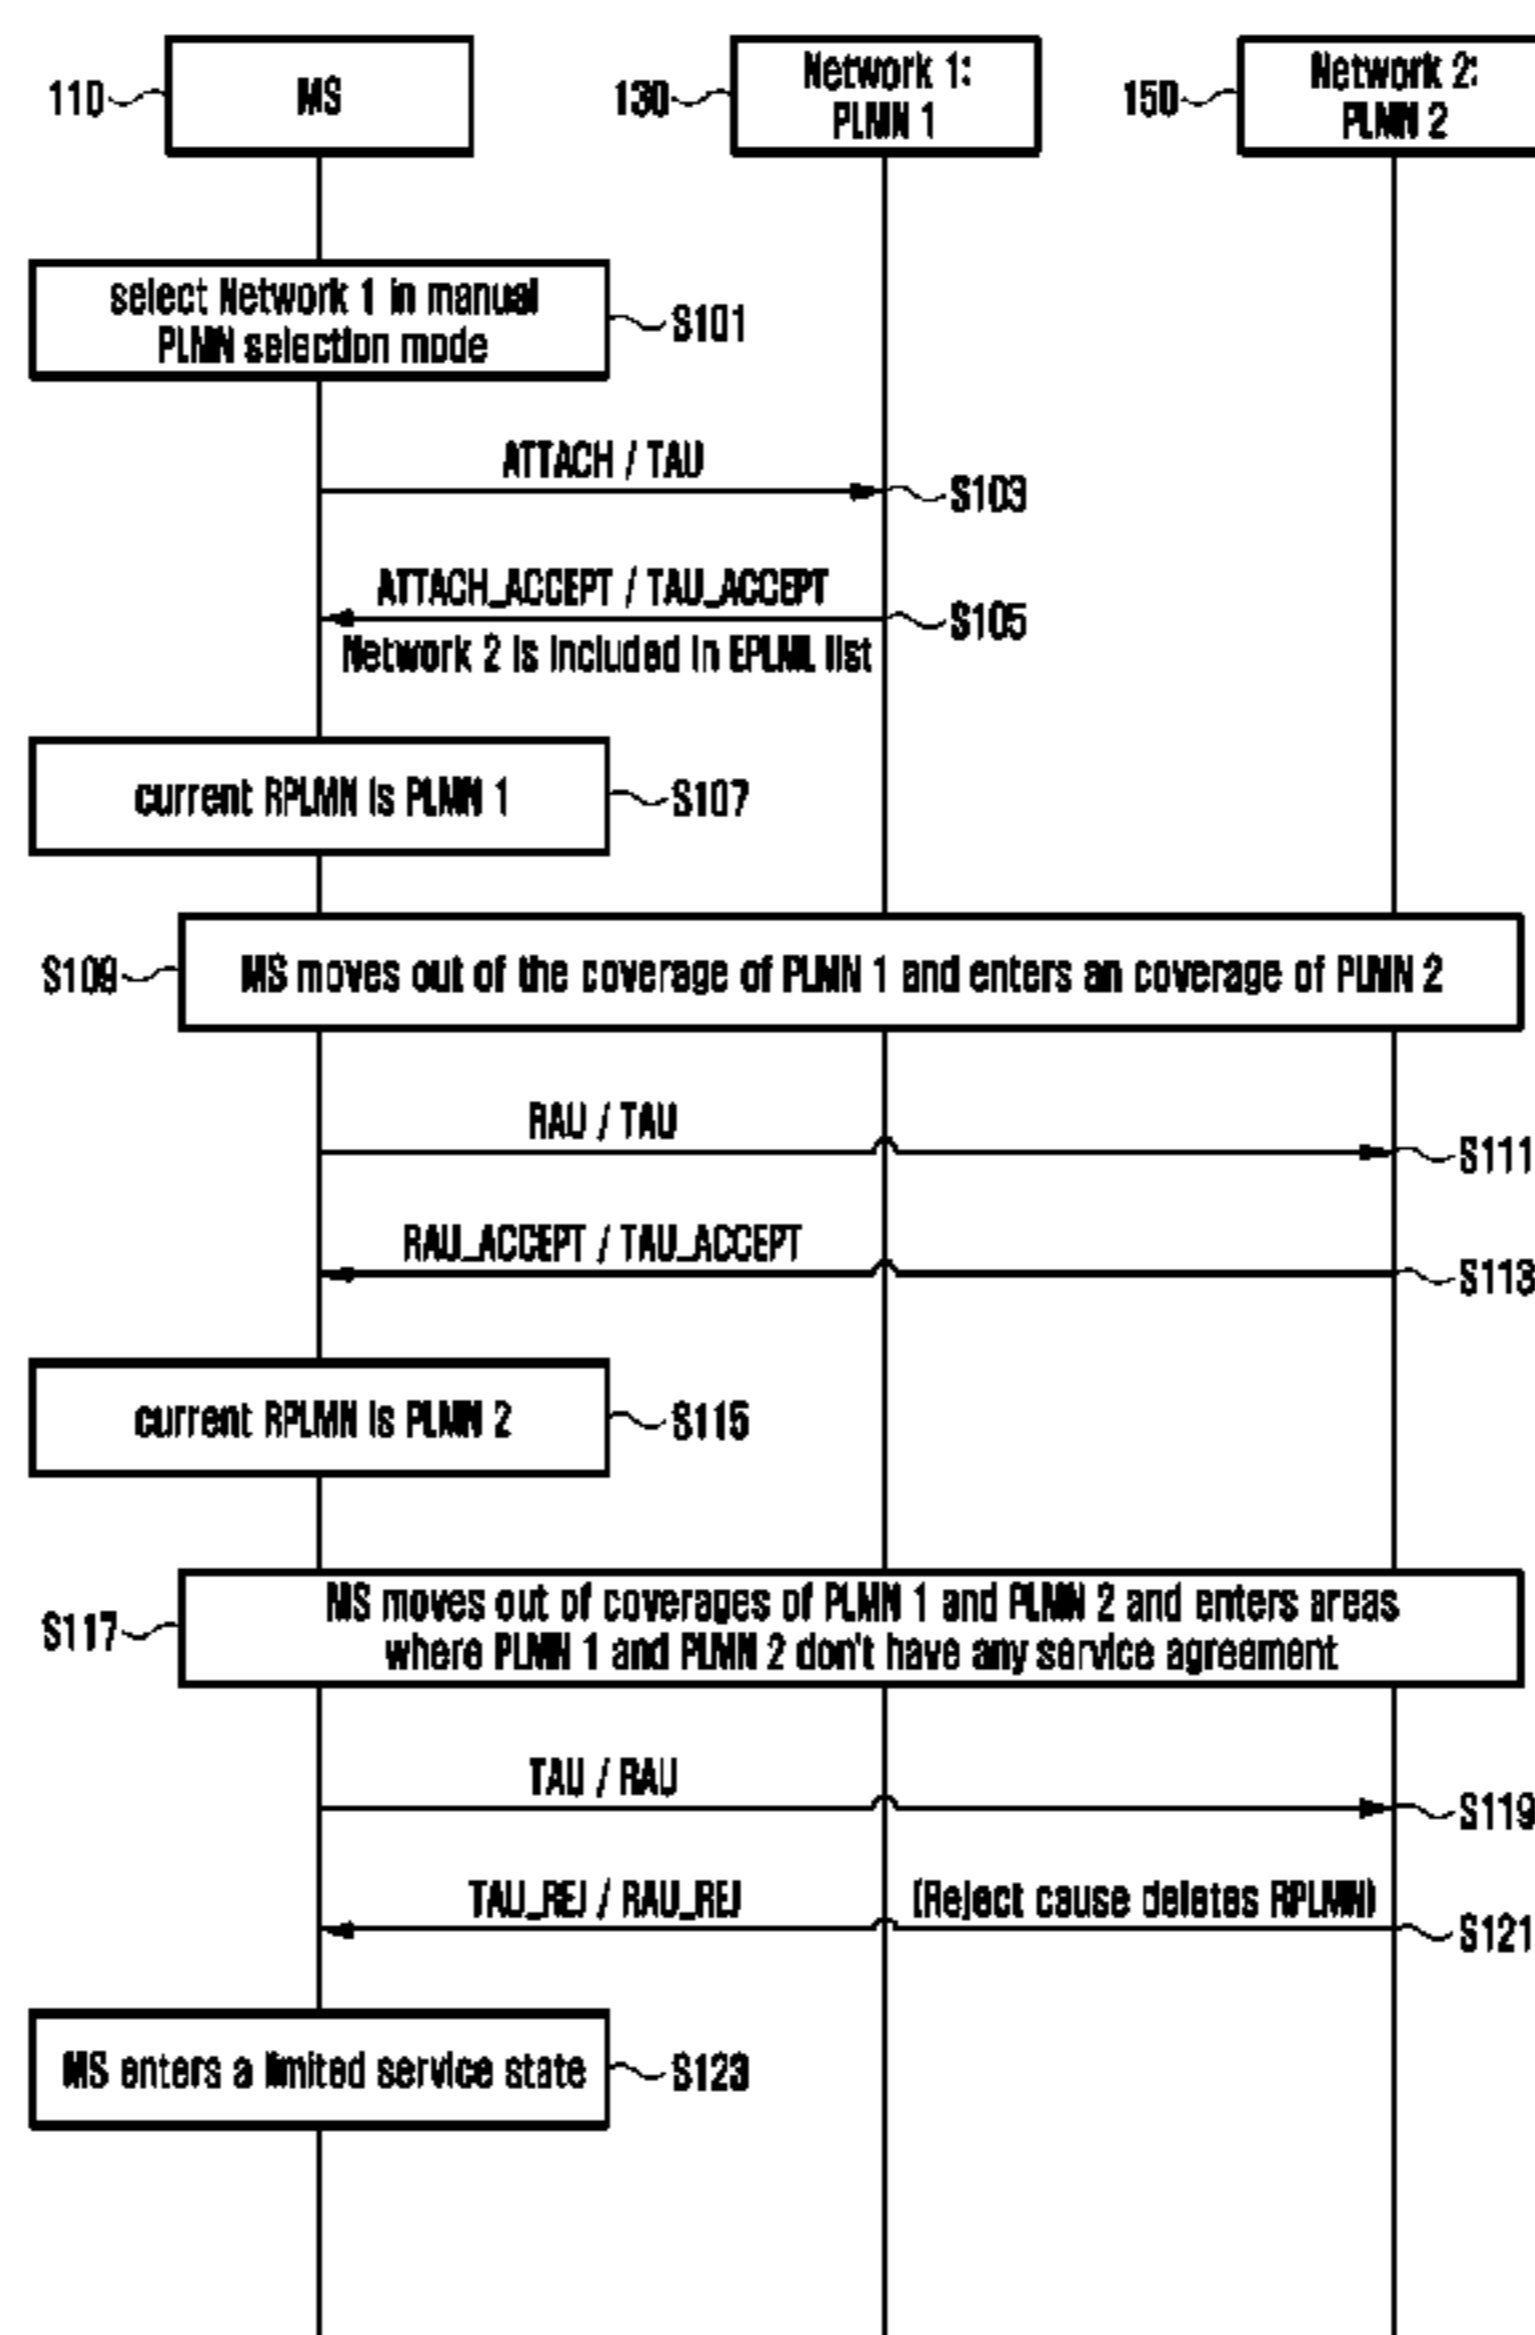 110
MS
130
Network 1:
PLMN 1
150
Network 2:
PLMN 2
select Network 1 in manual
PLMN selection mode
S101
ATTACH / TAU
S103
ATTACH_ACCEPT / TAU_ACCEPT
S105
Network 2 is included in EPLML list
current RPLMN is PLMN 1
S107
S109
MS moves out of the coverage of PLMN 1 and enters an coverage of PLMN 2
RAU / TAU
S111
RAU_ACCEPT / TAU_ACCEPT
S113
current RPLMN is PLMN 2
S115
S117
MS moves out of coverages of PLMN 1 and PLMN 2 and enters areas
where PLMN 1 and PLMN 2 don't have any service agreement
TAU / RAU
S119
TAU_REJ / RAU_REJ
(Reject cause deletes RPLMN)
S121
MS enters a limited service state
S123